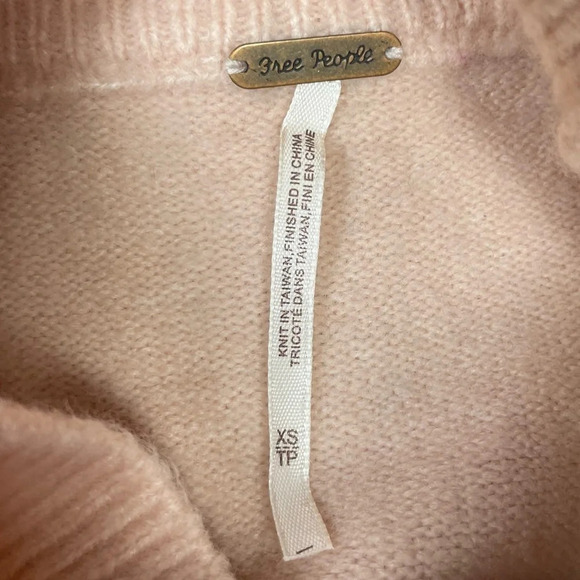 Free People
KNIT IN TAIWAN, FINISHED IN CHINA
TRICOTÉ DANS TAIWAN, FINI EN CHINE
XS
TP